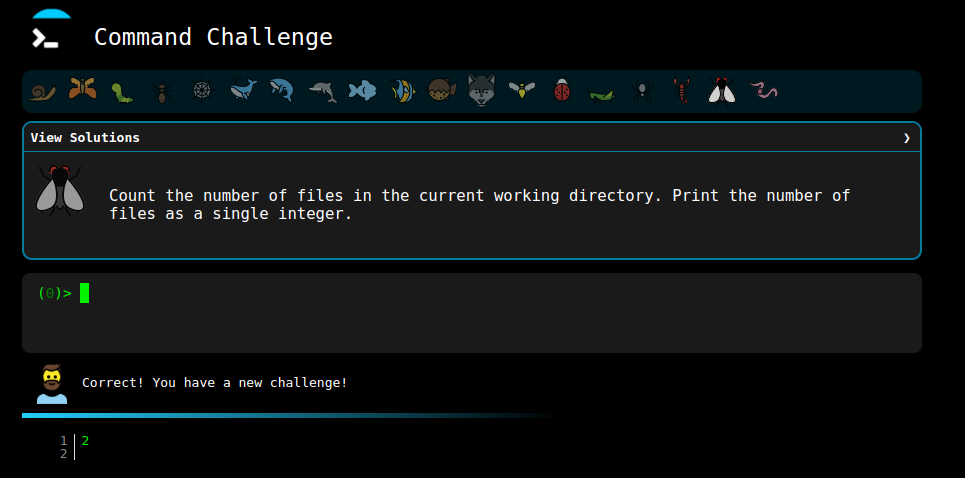 Command Challenge
View Solutions ❯
Count the number of files in the current working directory. Print the number of
files as a single integer.
(0)>
Correct! You have a new challenge!
1 2
2